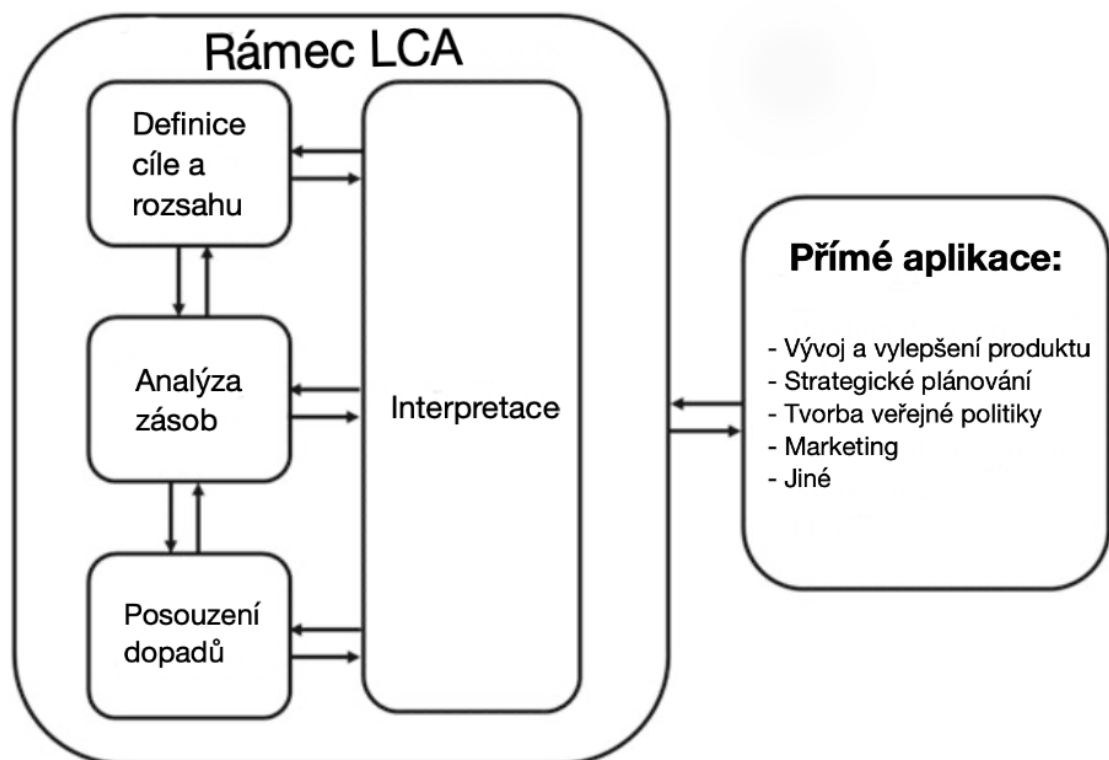 Rámec LCA
Definice
cíle a
rozsahu
Analýza
zásob
Posouzení
dopadů
Interpretace
Přímé aplikace:
- Vývoj a vylepšení produktu
- Strategické plánování
- Tvorba veřejné politiky
- Marketing
- Jiné